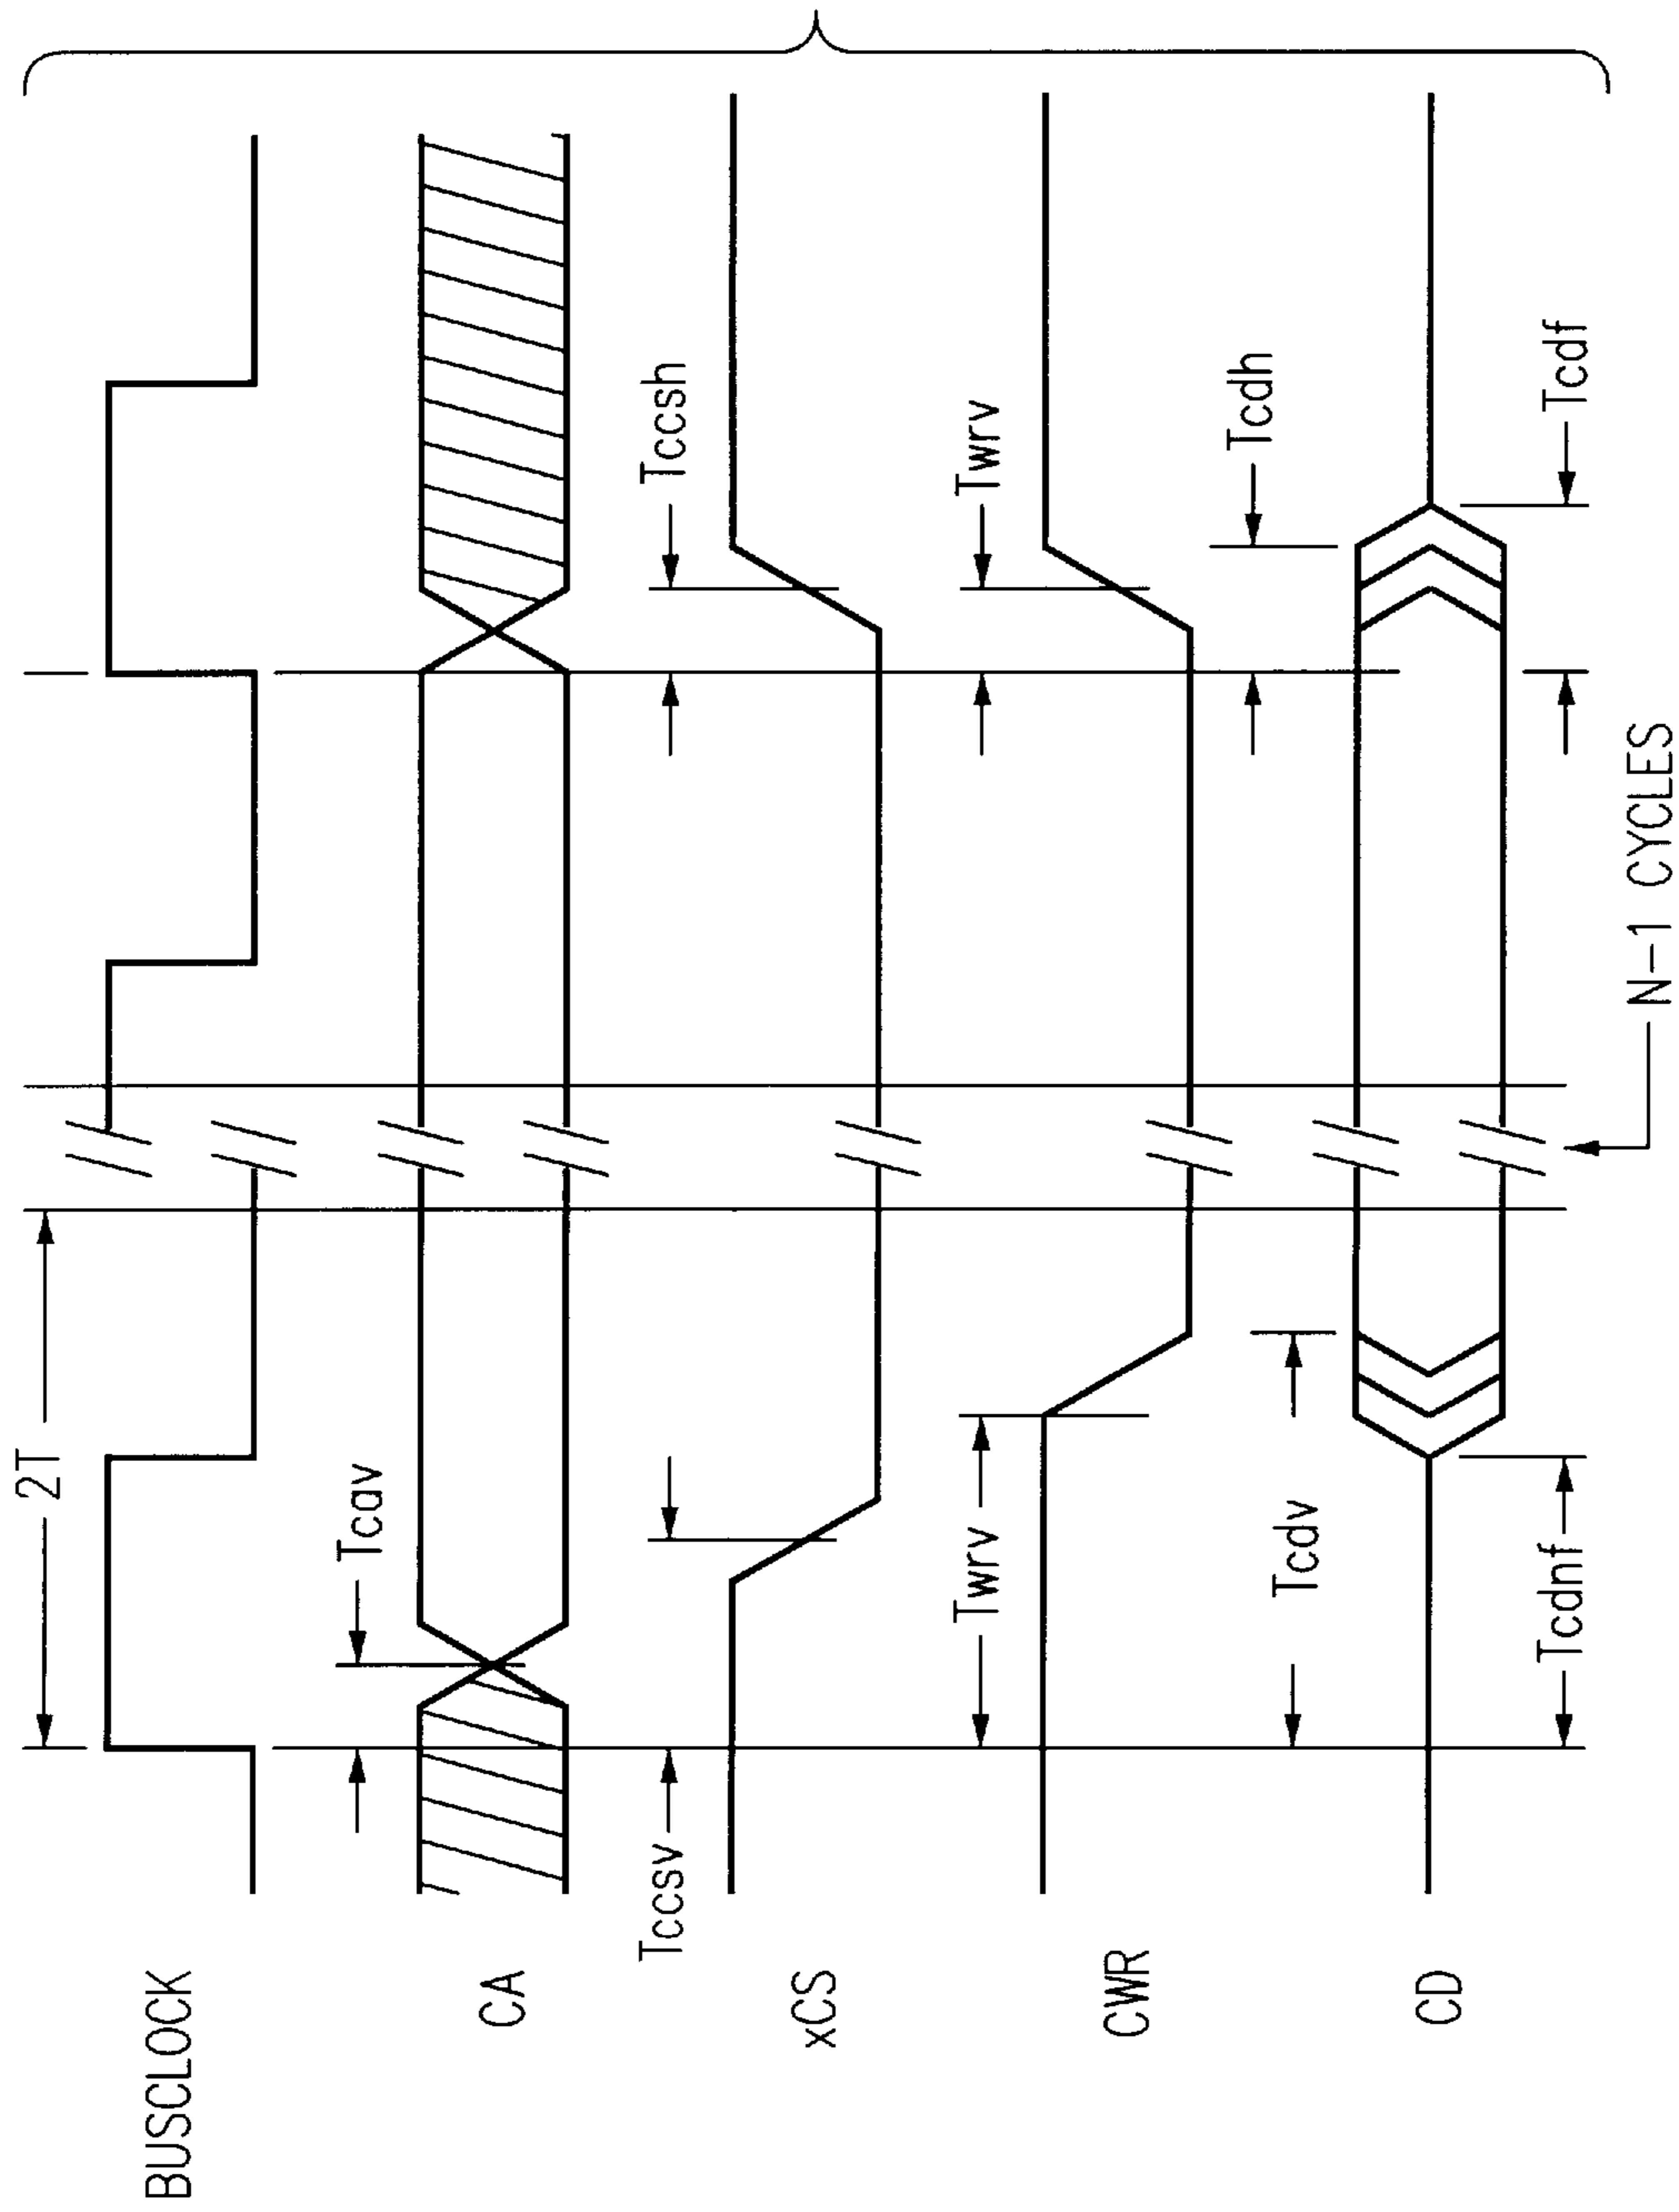 2T
BUSCLOCK
Tcav
CA
Tccsv
Tccsh
xCS
Twrv
Twrv
CWR
Tcdv
Tcdh
CD
Tcdnf
Tcdf
N-1 CYCLES